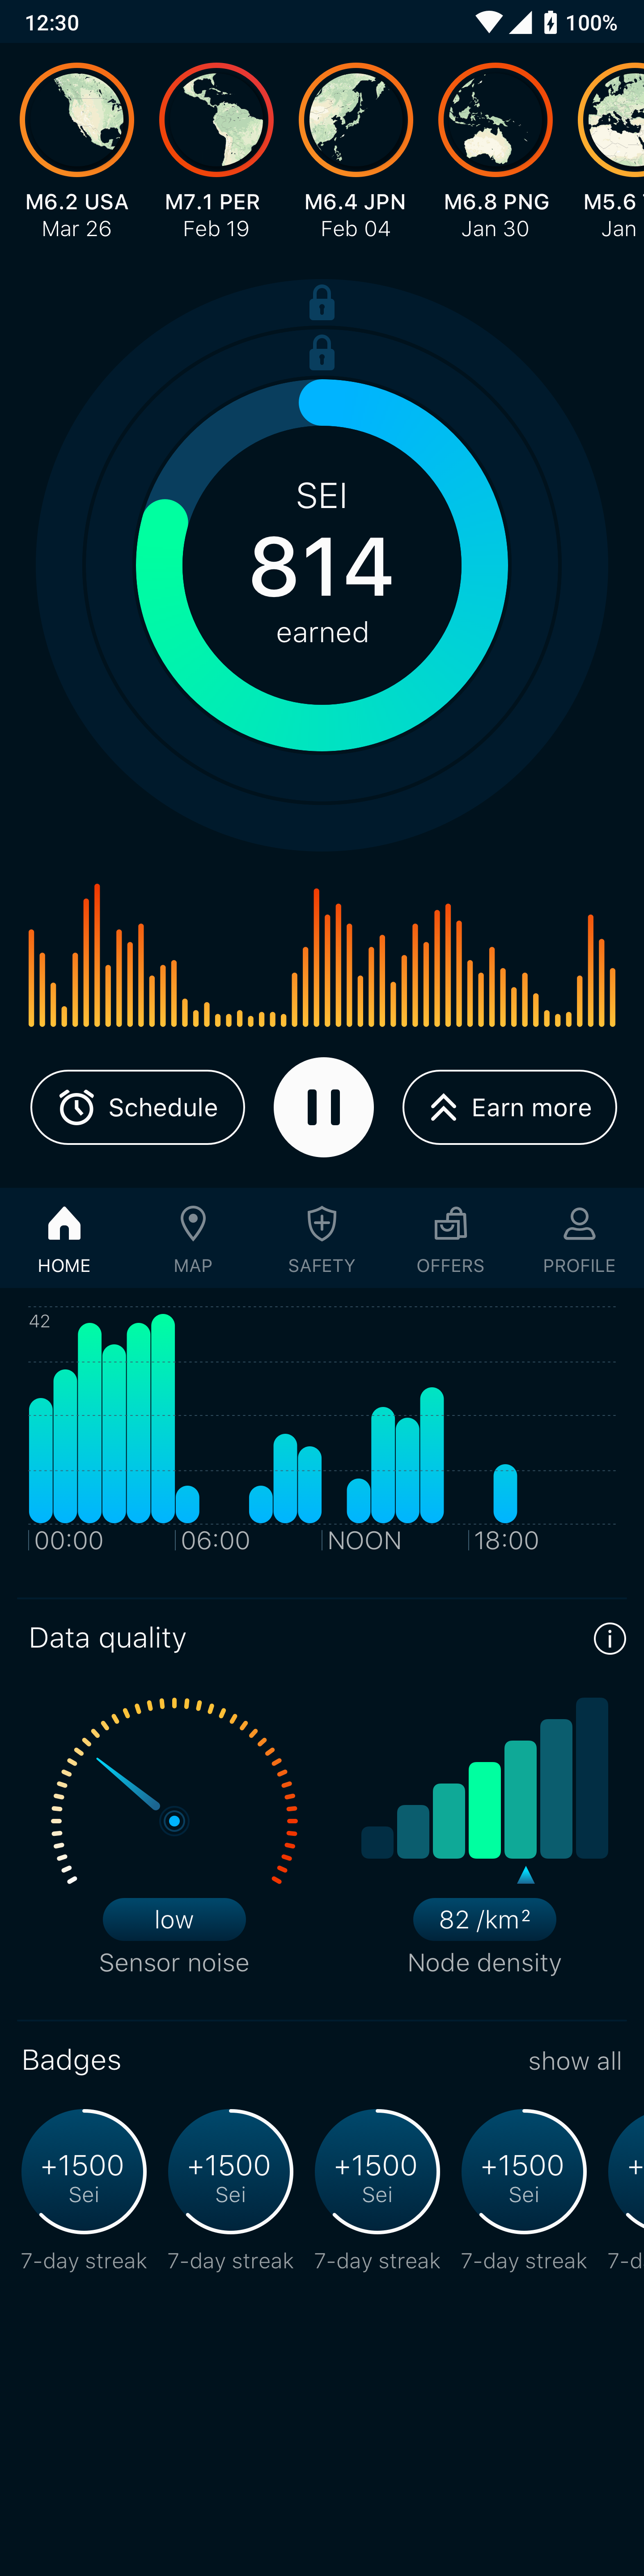 12:30 100%
M6.2 USA M7.1 PER M6.4 JPN M6.8 PNG M5.6
Mar 26 Feb 19 Feb 04 Jan 30 Jan
SEI
814
earned
Schedule Earn more
HOME MAP SAFETY OFFERS PROFILE
42
00:00 06:00 NOON 18:00
Data quality
low 82 /km²
Sensor noise Node density
Badges show all
+1500 +1500 +1500 +1500 +
Sei Sei Sei Sei
7-day streak 7-day streak 7-day streak 7-day streak 7-d